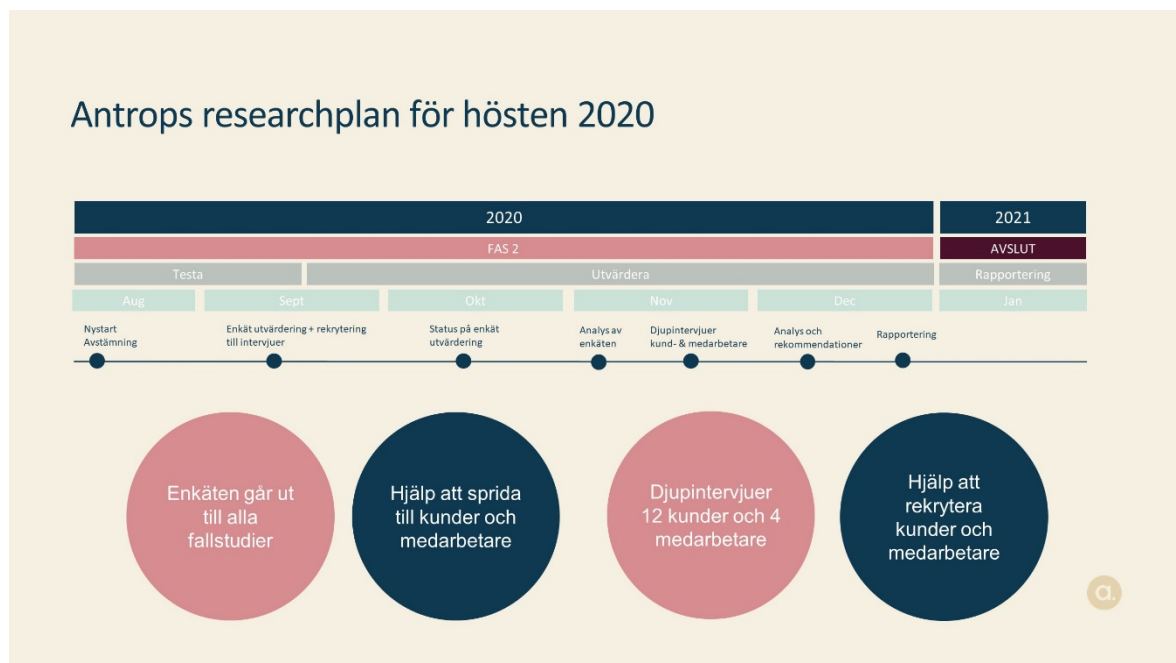 Antrops researchplan för hösten 2020
2020 2021
FAS 2 AVSLUT
Testa Utvärdera Rapportering
Aug Sept Okt Nov Dec Jan
Nystart
Avstämning
Enkät utvärdering + rekrytering
till intervjuer
Status på enkät
utvärdering
Analys av
enkäten
Djupintervjuer
kund- & medarbetare
Analys och
rekommendationer
Rapportering
Enkäten går ut
till alla
fallstudier
Hjälp att sprida
till kunder och
medarbetare
Djupintervjuer
12 kunder och 4
medarbetare
Hjälp att
rekrytera
kunder och
medarbetare
a.